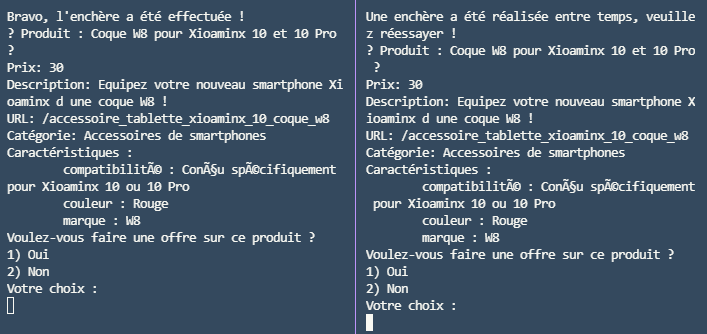 Bravo, l'enchère a été effectuée !
? Produit : Coque W8 pour Xioaminx 10 et 10 Pro
?
Prix: 30
Description: Equipez votre nouveau smartphone Xi
oaminx d une coque W8 !
URL: /accessoire_tablette_xioaminx_10_coque_w8
Catégorie: Accessoires de smartphones
Caractéristiques :
compatibilitÃ© : ConÃ§u spÃ©cifiquement
pour Xioaminx 10 ou 10 Pro
couleur : Rouge
marque : W8
Voulez-vous faire une offre sur ce produit ?
1) Oui
2) Non
Votre choix :
Une enchère a été réalisée entre temps, veuille
z réessayer !
? Produit : Coque W8 pour Xioaminx 10 et 10 Pro
?
Prix: 30
Description: Equipez votre nouveau smartphone X
ioaminx d une coque W8 !
URL: /accessoire_tablette_xioaminx_10_coque_w8
Catégorie: Accessoires de smartphones
Caractéristiques :
compatibilitÃ© : ConÃ§u spÃ©cifiquement
pour Xioaminx 10 ou 10 Pro
couleur : Rouge
marque : W8
Voulez-vous faire une offre sur ce produit ?
1) Oui
2) Non
Votre choix :